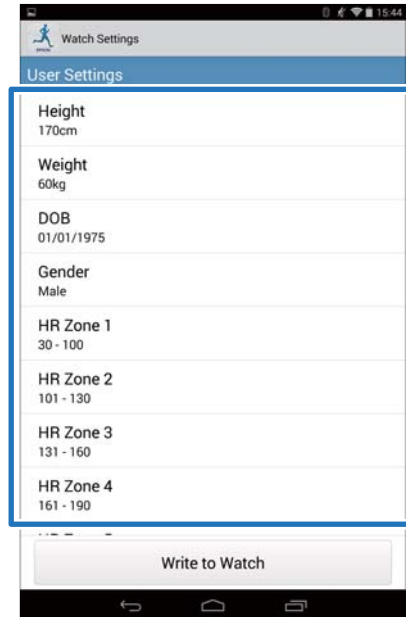 15:44
Watch Settings
User Settings
Height
170cm
Weight
60kg
DOB
01/01/1975
Gender
Male
HR Zone 1
30 - 100
HR Zone 2
101 - 130
HR Zone 3
131 - 160
HR Zone 4
161 - 190
Write to Watch